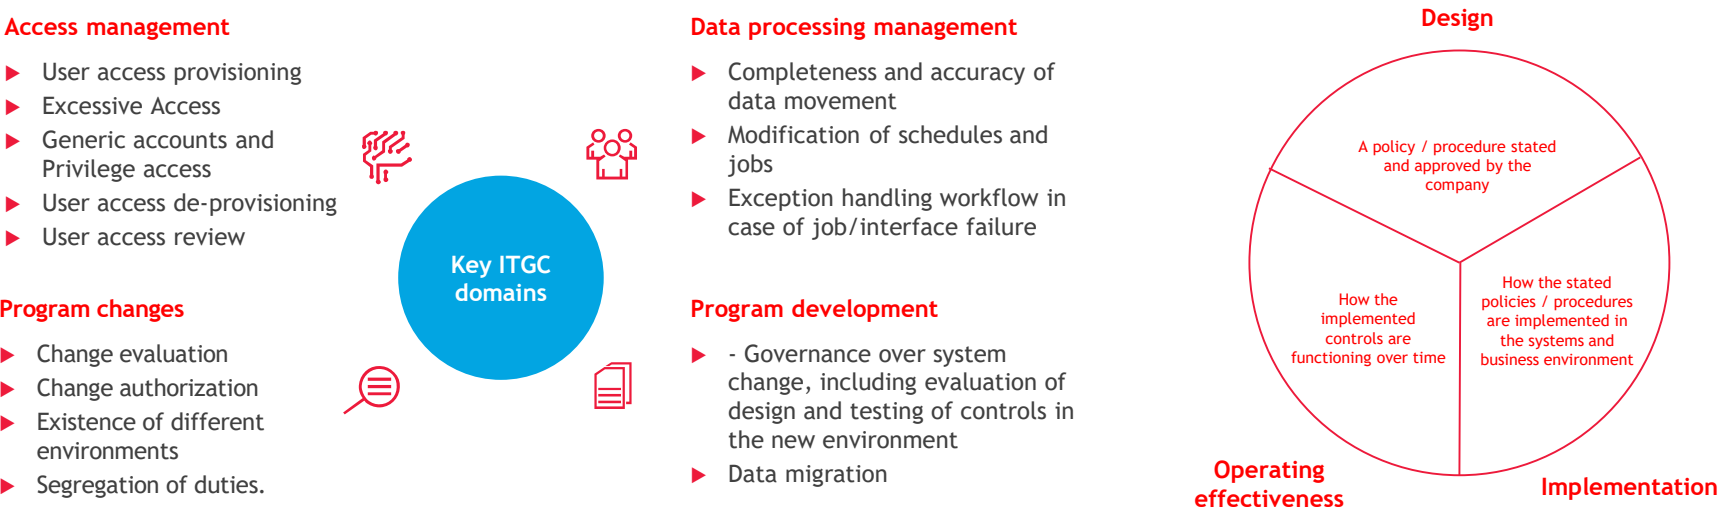 Access management
User access provisioning
Excessive Access
Generic accounts and
Privilege access
User access de-provisioning
User access review
Program changes
Change evaluation
Change authorization
Existence of different
environments
Segregation of duties.
Key ITGC
domains
Data processing management
Completeness and accuracy of
data movement
Modification of schedules and
jobs
Exception handling workflow in
case of job/interface failure
Program development
- Governance over system
change, including evaluation of
design and testing of controls in
the new environment
Data migration
Design
A policy / procedure stated
and approved by the
company
How the
implemented
controls are
functioning over time
How the stated
policies / procedures
are implemented in
the systems and
business environment
Operating
effectiveness
Implementation